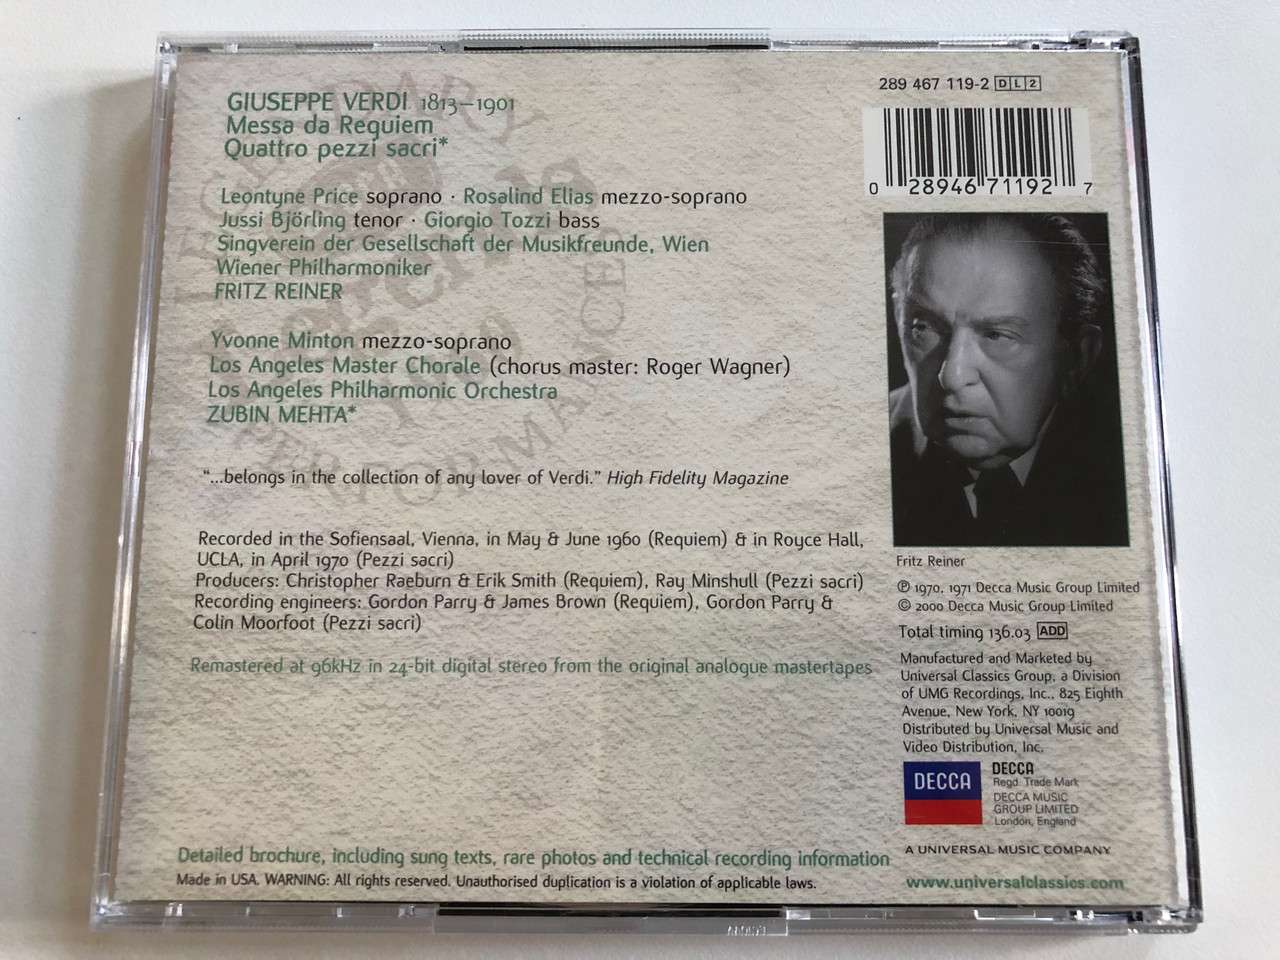 GIUSEPPE VERDI 1813–1901
Messa da Requiem
Quattro pezzi sacri*
Leontyne Price soprano · Rosalind Elias mezzo-soprano
Jussi Björling tenor · Giorgio Tozzi bass
Singverein der Gesellschaft der Musikfreunde, Wien
Wiener Philharmoniker
FRITZ REINER
Yvonne Minton mezzo-soprano
Los Angeles Master Chorale (chorus master: Roger Wagner)
Los Angeles Philharmonic Orchestra
ZUBIN MEHTA*
“...belongs in the collection of any lover of Verdi.” High Fidelity Magazine
Recorded in the Sofiensaal, Vienna, in May & June 1960 (Requiem) & in Royce Hall,
UCLA, in April 1970 (Pezzi sacri)
Producers: Christopher Raeburn & Erik Smith (Requiem), Ray Minshull (Pezzi sacri)
Recording engineers: Gordon Parry & James Brown (Requiem), Gordon Parry &
Colin Moorfoot (Pezzi sacri)
Remastered at 96kHz in 24-bit digital stereo from the original analogue mastertapes
Detailed brochure, including sung texts, rare photos and technical recording information
Made in USA. WARNING: All rights reserved. Unauthorised duplication is a violation of applicable laws.
289 467 119-2 DL2
0 28946 71192 7
Fritz Reiner
℗ 1970, 1971 Decca Music Group Limited
© 2000 Decca Music Group Limited
Total timing 136.03 ADD
Manufactured and Marketed by
Universal Classics Group, a Division
of UMG Recordings, Inc., 825 Eighth
Avenue, New York, NY 10019
Distributed by Universal Music and
Video Distribution, Inc.
DECCA
DECCA
Regd. Trade Mark
DECCA MUSIC
GROUP LIMITED
London, England
A UNIVERSAL MUSIC COMPANY
www.universalclassics.com